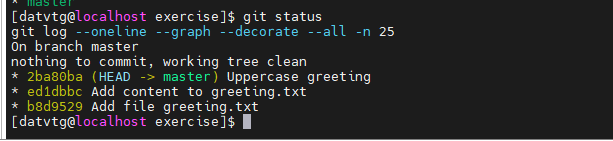 * master
[datvtg@localhost exercise]$ git status
git log --oneline --graph --decorate --all -n 25
On branch master
nothing to commit, working tree clean
* 2ba80ba (HEAD -> master) Uppercase greeting
* ed1dbbc Add content to greeting.txt
* b8d9529 Add file greeting.txt
[datvtg@localhost exercise]$